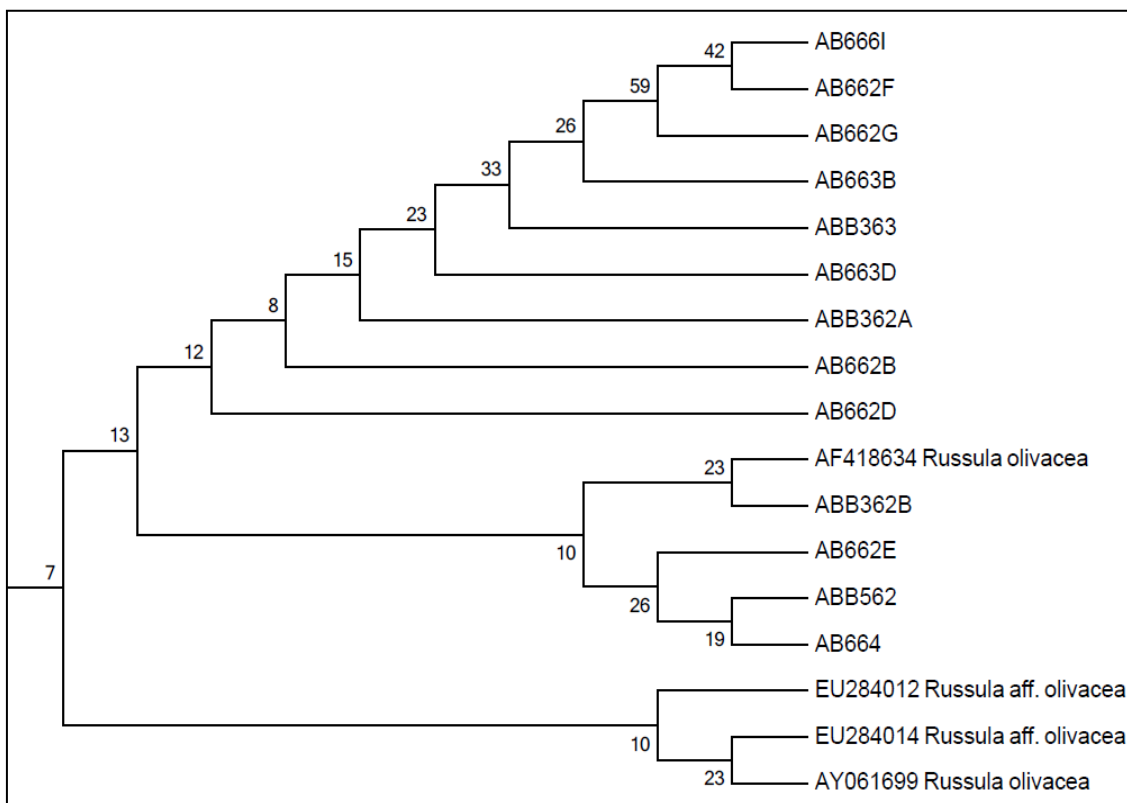 42
AB666I
AB662F
59
AB662G
26
AB663B
33
ABB363
23
AB663D
15
ABB362A
8
AB662B
12
AB662D
13
AF418634 Russula olivacea
23
ABB362B
10
AB662E
26
ABB562
19
AB664
7
EU284012 Russula aff. olivacea
10
EU284014 Russula aff. olivacea
23
AY061699 Russula olivacea